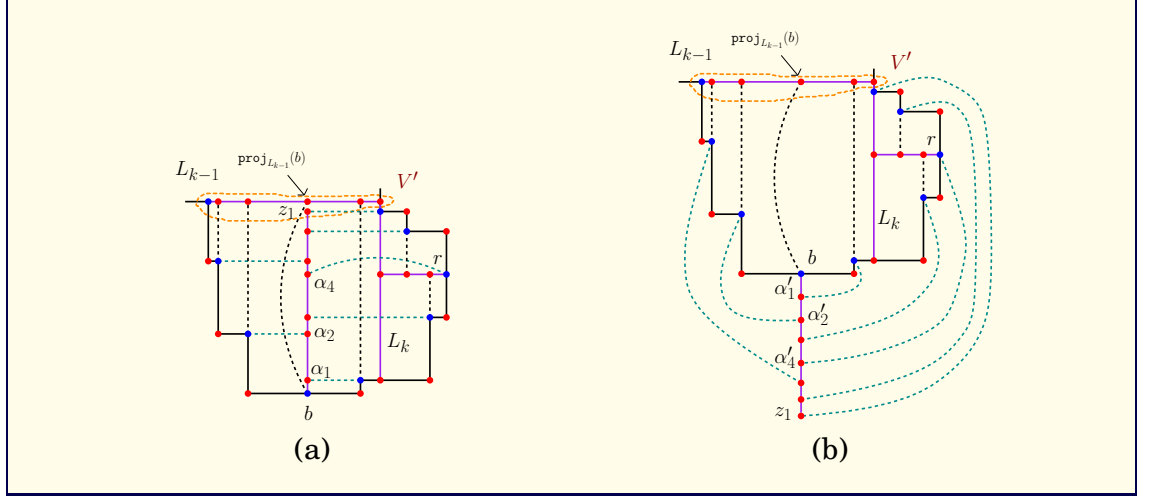 proj_{L_{k-1}}(b)
L_{k-1}
V'
z_1
r
α_4
α_2
L_k
α_1
b
(a)
proj_{L_{k-1}}(b)
L_{k-1}
V'
r
L_k
b
α'_1
α'_2
α'_4
z_1
(b)